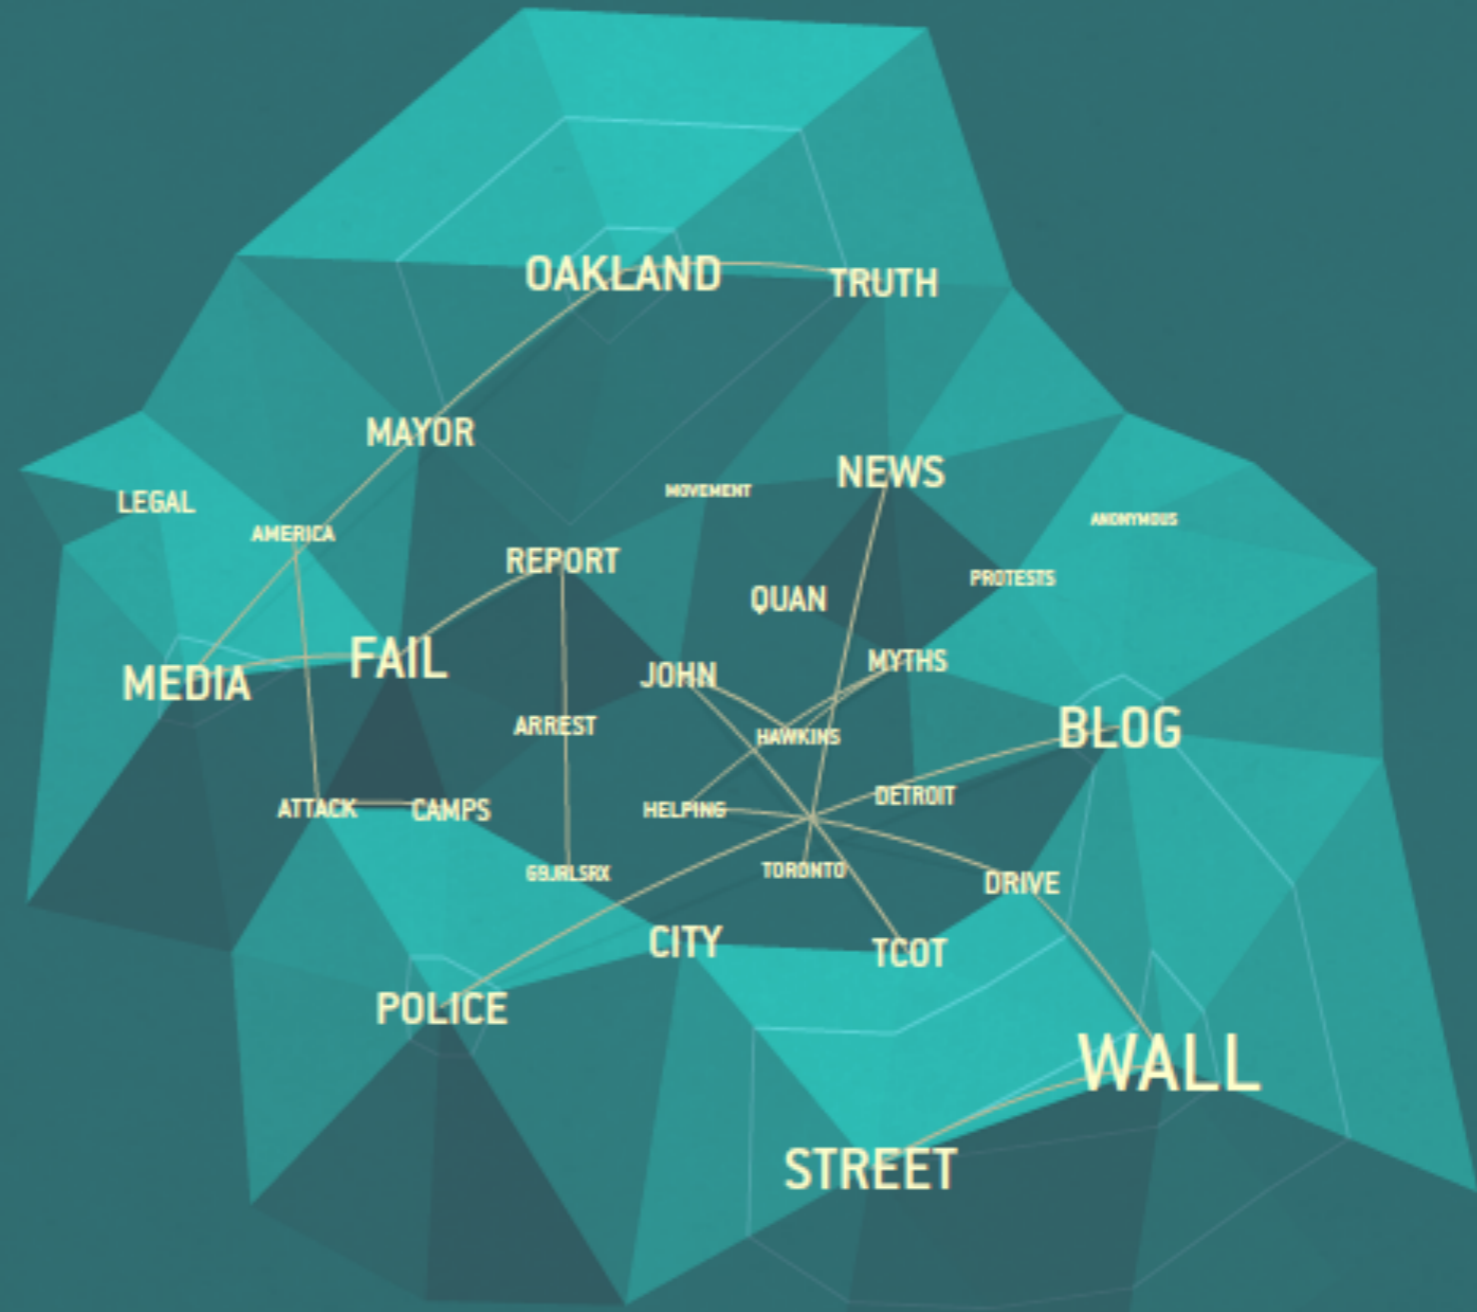 OAKLAND
TRUTH
MAYOR
NEWS
MOVEMENT
LEGAL
ANONYMOUS
AMERICA
REPORT
PROTESTS
QUAN
FAIL
MYTHS
JOHN
MEDIA
ARREST
BLOG
HAWKINS
DETROIT
ATTACK
CAMPS
HELPING
TORONTO
G9JRLSRX
DRIVE
CITY
TCOT
POLICE
WALL
STREET